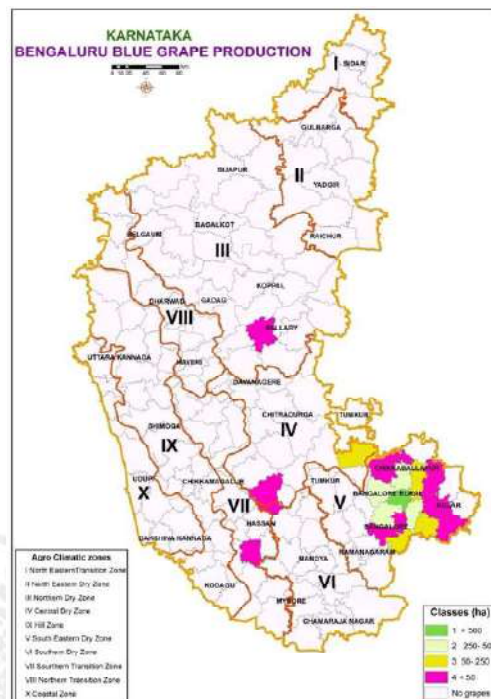 KARNATAKA
BENGALURU BLUE GRAPE PRODUCTION
I
BIDAR
GULBARGA
II
BIJAPUR
YADGIR
BAGALKOT
RAICHUR
BELGAUM
III
KOPPAL
DHARWAD
GADAG
VIII
BELLARY
UTTARA KANNADA
HAVERI
DAVANAGERE
CHITRADURGA
TUMKUR
SHIMOGA
IV
IX
CHIKKABALLAPUR
UDUPI
CHIKKAMAGALUR
TUMKUR
BANGALORE RURAL
X
VII
V
KOLAR
HASSAN
BANGALORE
DAKSHINA KANNADA
RAMANAGARAM
MANDYA
VI
KODAGU
MYSORE
CHAMARAJA NAGAR
Agro Climatic zones
I North EasternTransition Zone
II North Eastern Dry Zone
III Northern Dry Zone
IV Central Dry Zone
IX Hill Zone
V South Eastern Dry Zone
VI Southern Dry Zone
VII Sourthern Transition Zone
VIII Northern Transition Zone
X Coastal Zone
Classes (ha)
1 > 500
2 250- 50
3 50-250
4 < 50
No grapes